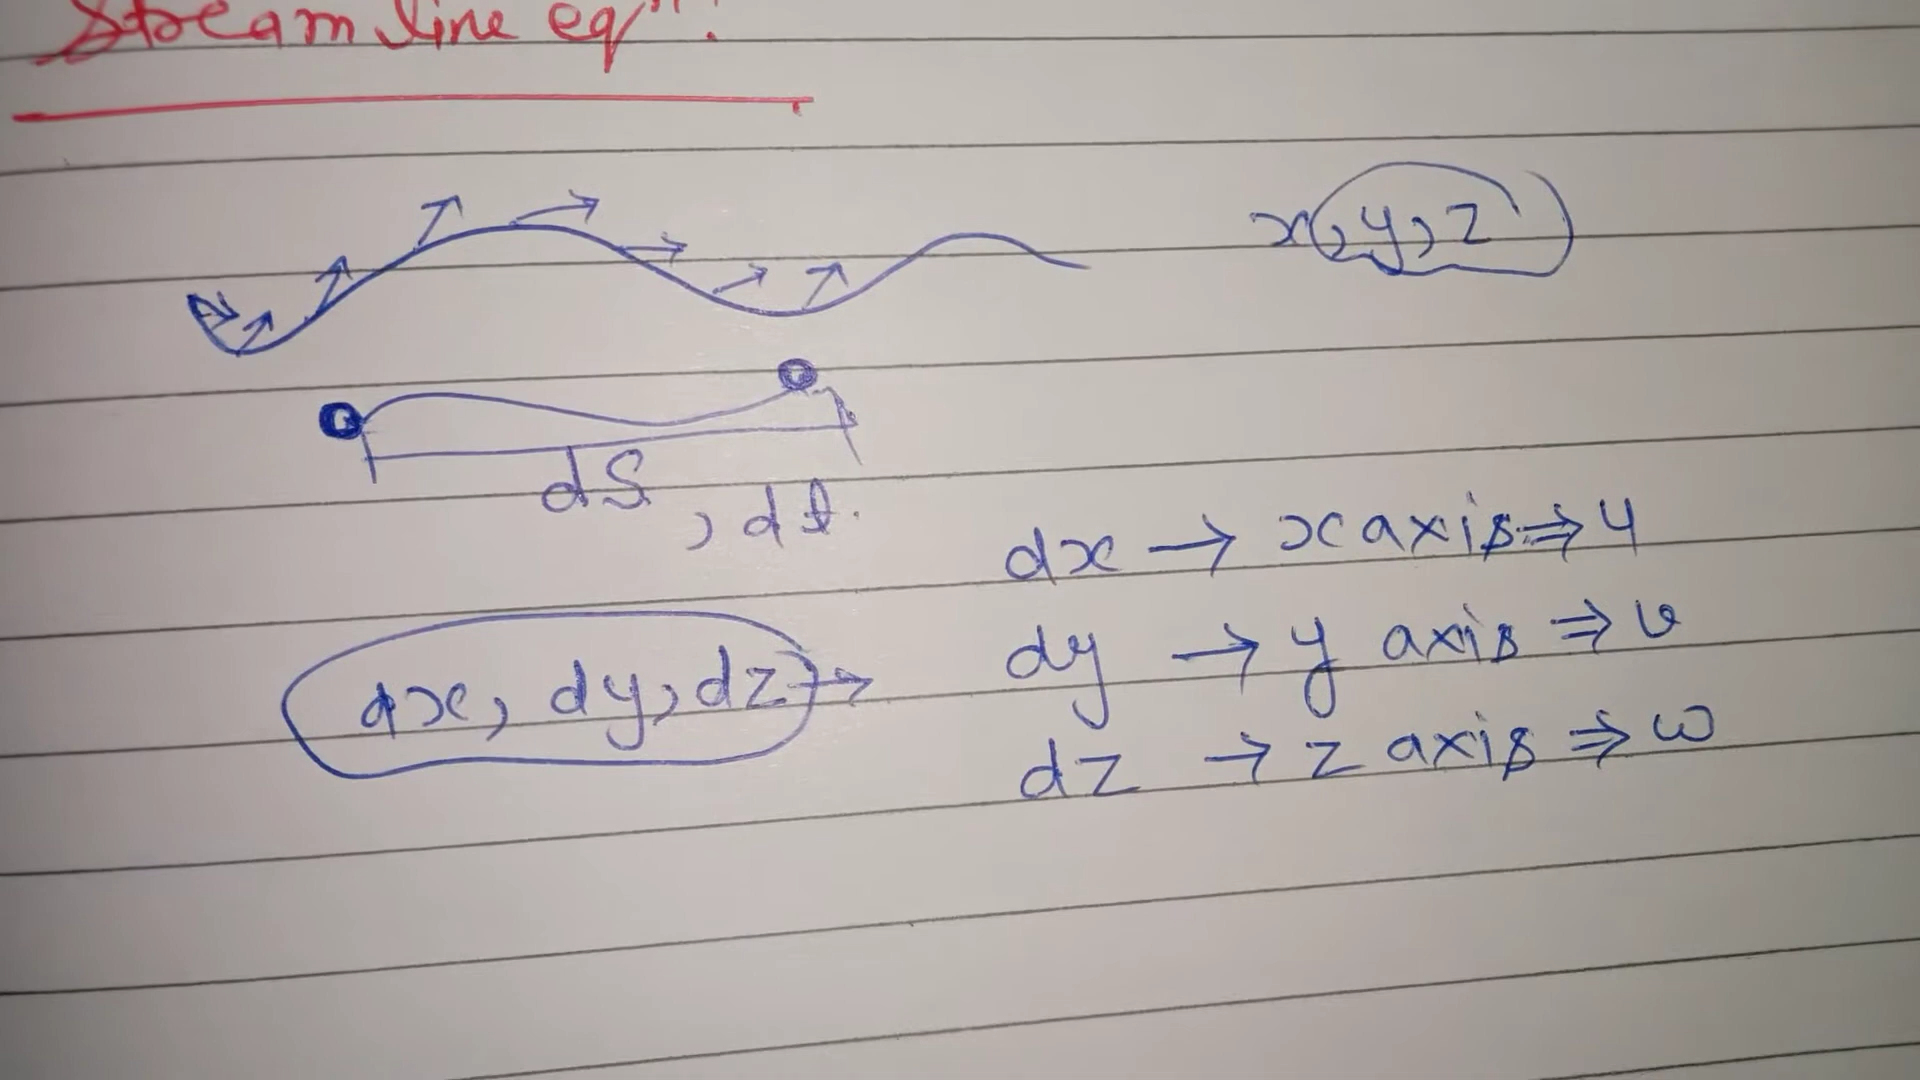 Stream line eqⁿ:
x, y, z
dS, dt.
dx → x axis ⇒ u
dx, dy, dz →
dy → y axis ⇒ v
dz → z axis ⇒ w